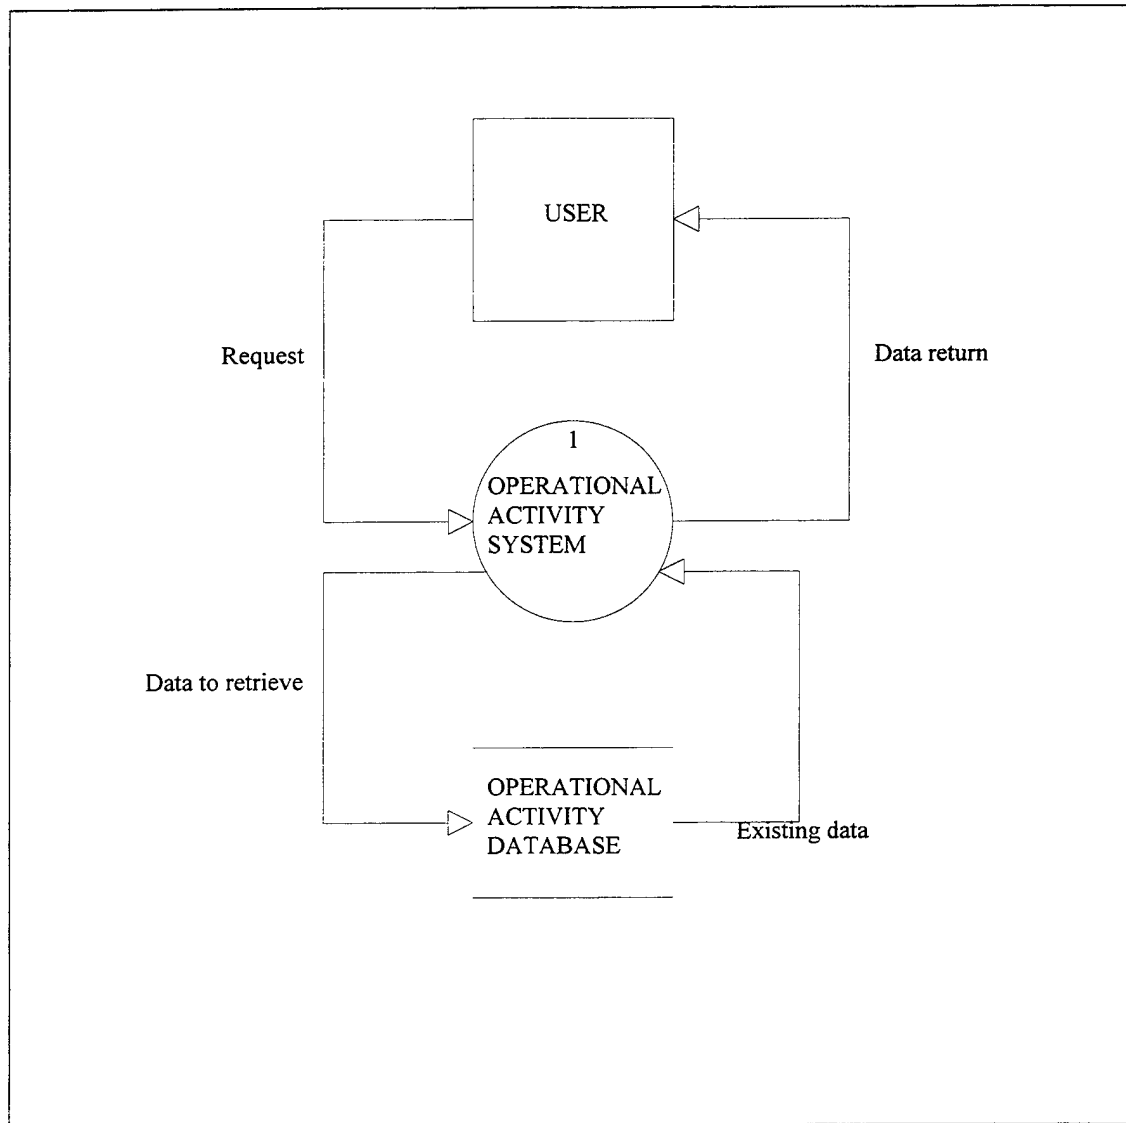 USER
Request
Data return
1
OPERATIONAL
ACTIVITY
SYSTEM
Data to retrieve
OPERATIONAL
ACTIVITY
DATABASE
Existing data